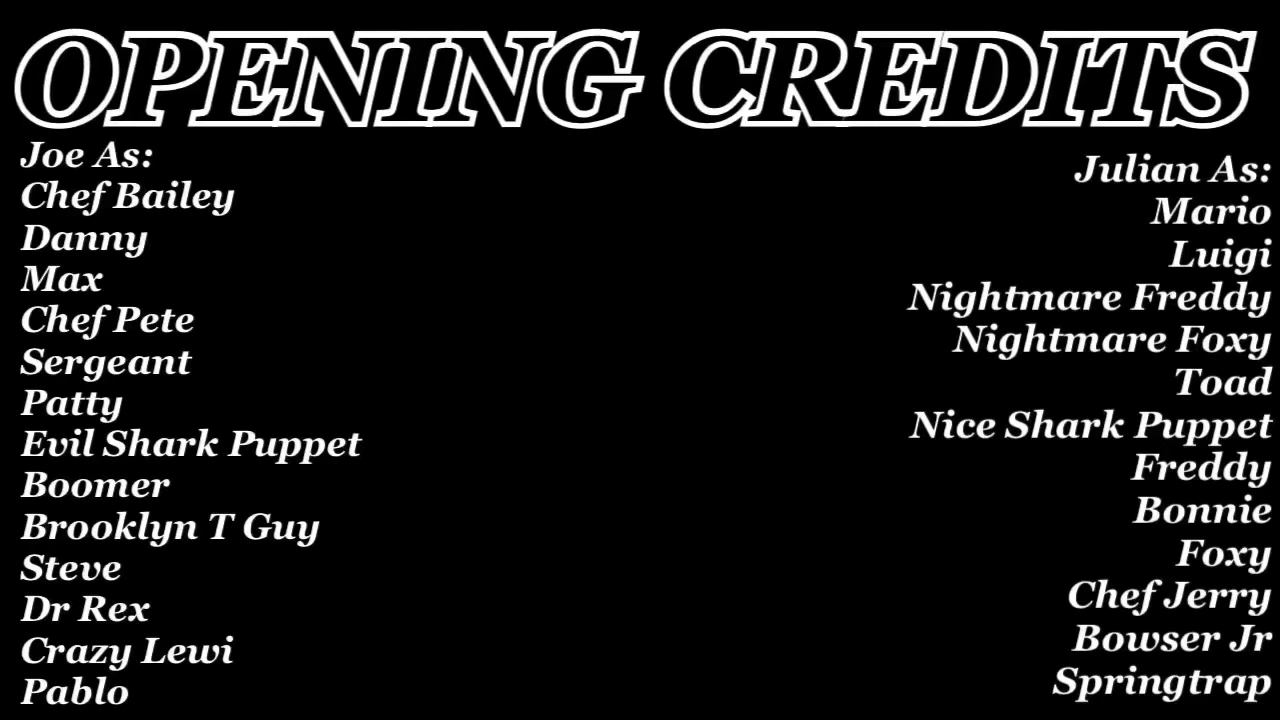 OPENING CREDITS
Joe As:
Chef Bailey
Danny
Max
Chef Pete
Sergeant
Patty
Evil Shark Puppet
Boomer
Brooklyn T Guy
Steve
Dr Rex
Crazy Lewi
Pablo
Julian As:
Mario
Luigi
Nightmare Freddy
Nightmare Foxy
Toad
Nice Shark Puppet
Freddy
Bonnie
Foxy
Chef Jerry
Bowser Jr
Springtrap